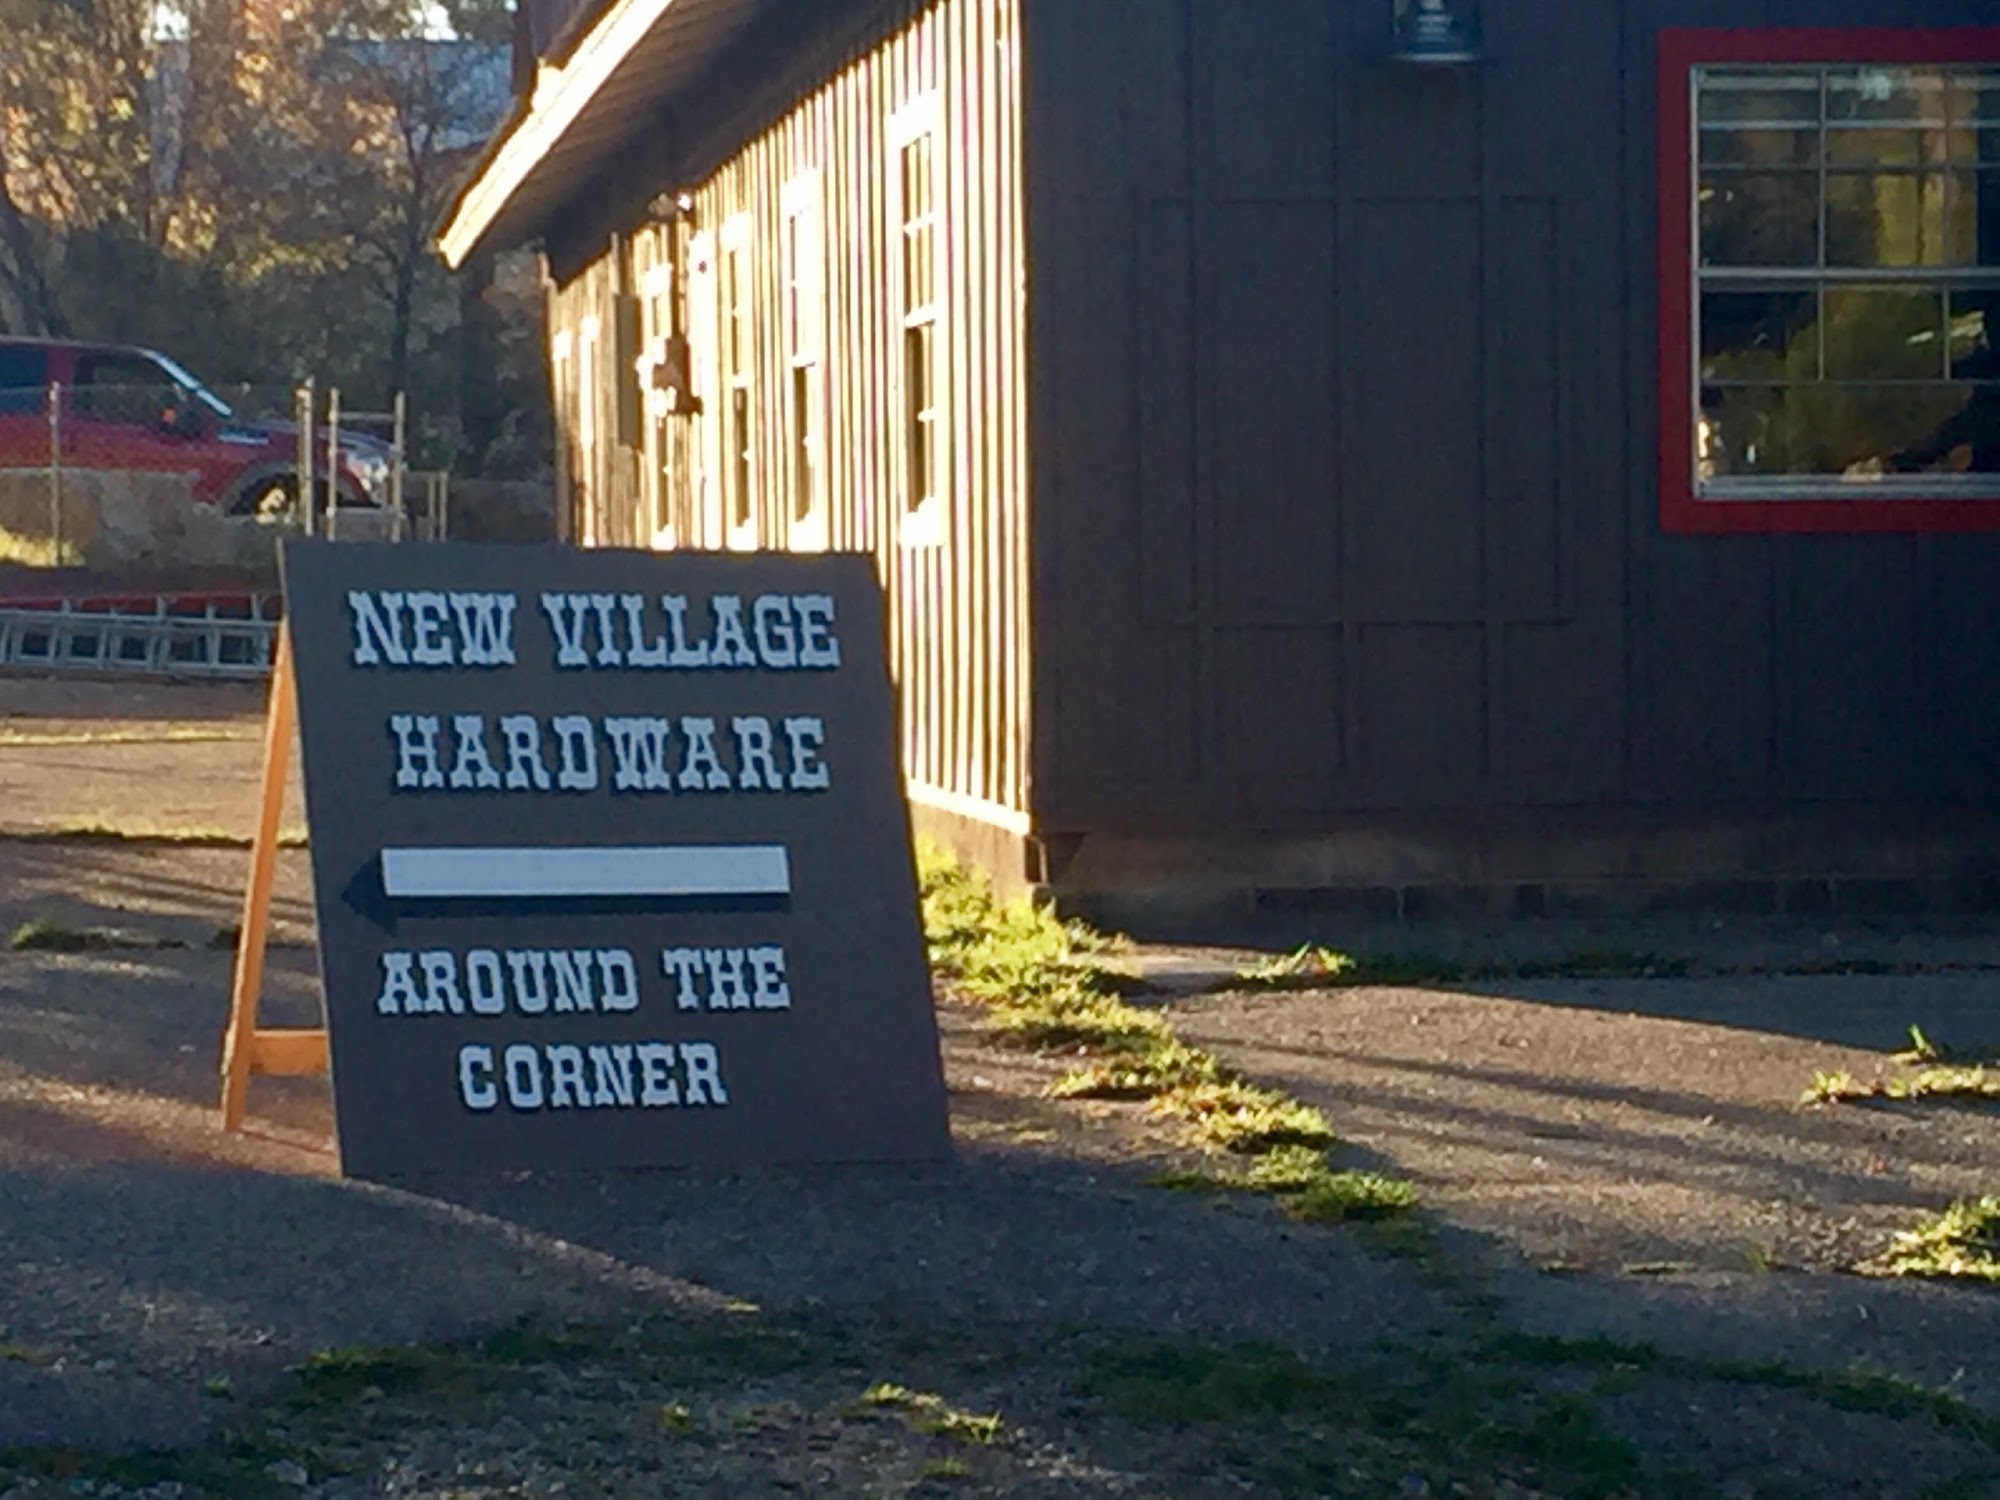 NEW VILLAGE
HARDWARE
AROUND THE
CORNER